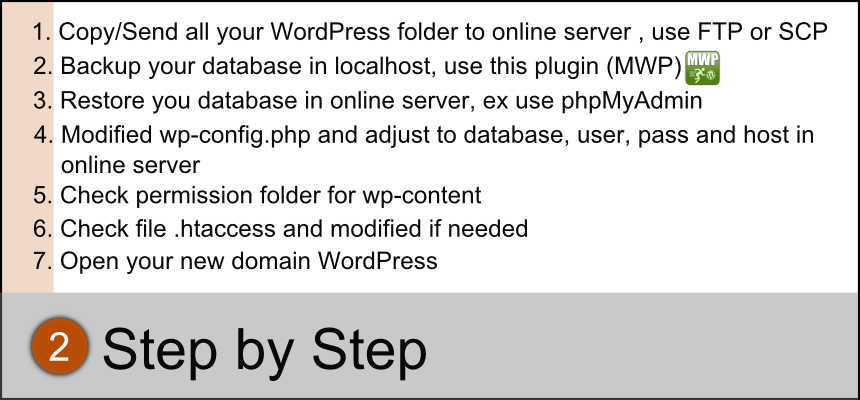 1. Copy/Send all your WordPress folder to online server , use FTP or SCP
2. Backup your database in localhost, use this plugin (MWP) MWP
3. Restore you database in online server, ex use phpMyAdmin
4. Modified wp-config.php and adjust to database, user, pass and host in
online server
5. Check permission folder for wp-content
6. Check file .htaccess and modified if needed
7. Open your new domain WordPress
2 Step by Step